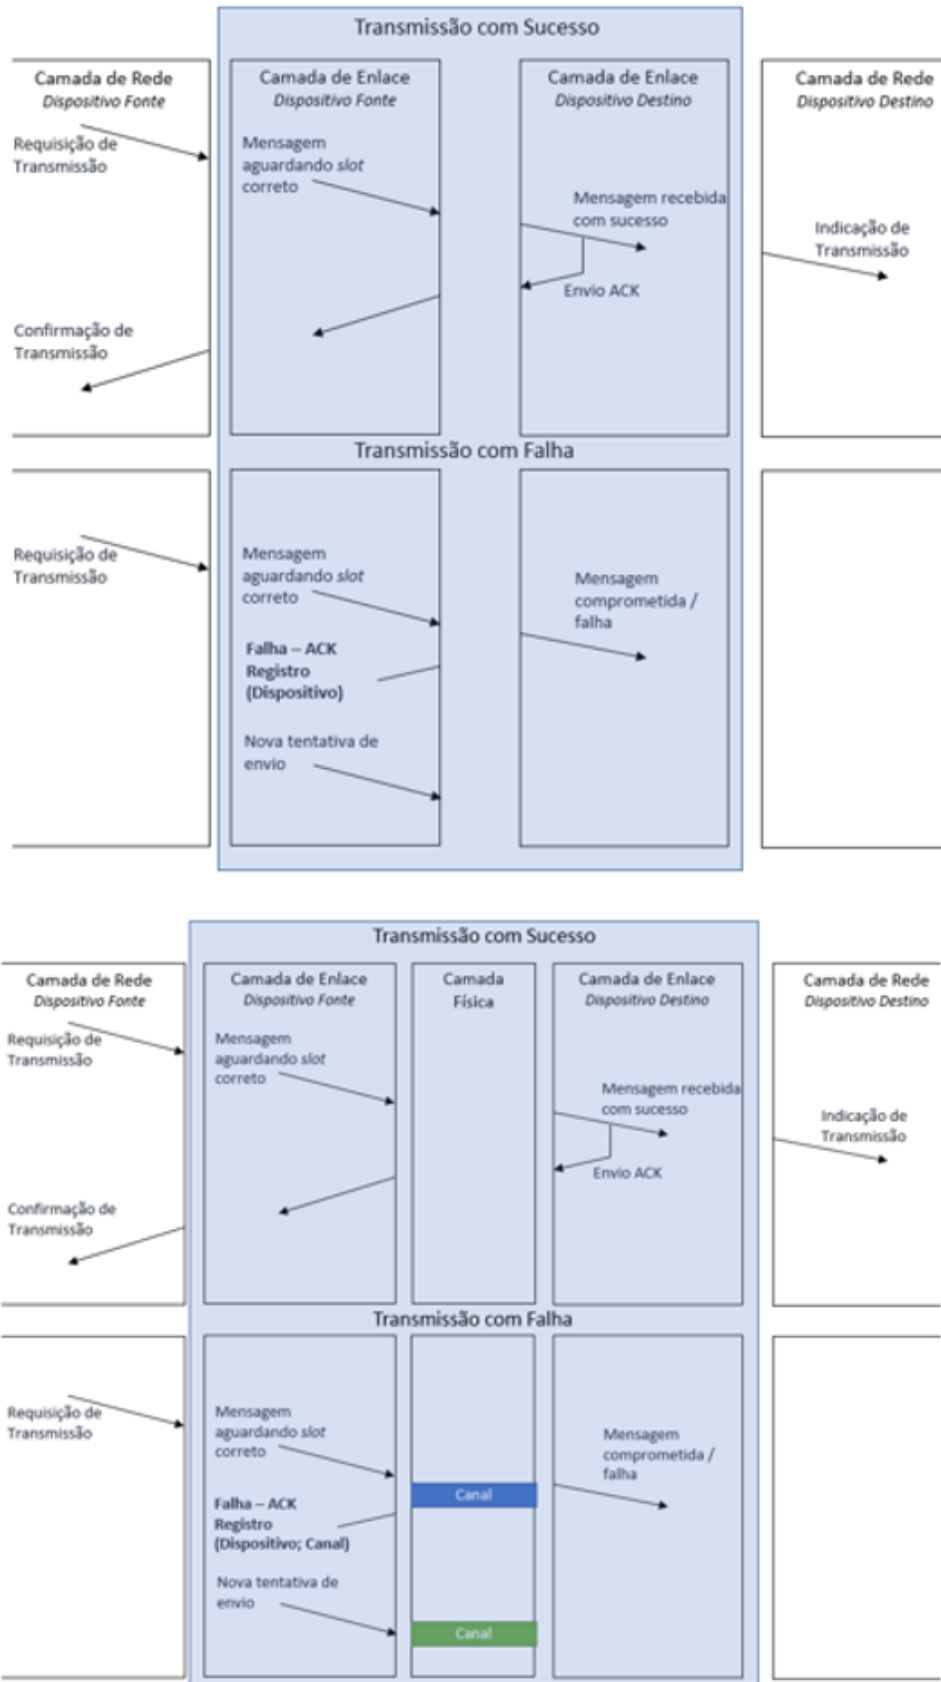 Transmissão com Sucesso
Camada de Rede
Dispositivo Fonte
Requisição de
Transmissão
Confirmação de
Transmissão
Camada de Enlace
Dispositivo Fonte
Mensagem
aguardando slot
correto
Camada de Enlace
Dispositivo Destino
Mensagem recebida
com sucesso
Envio ACK
Camada de Rede
Dispositivo Destino
Indicação de
Transmissão
Transmissão com Falha
Requisição de
Transmissão
Mensagem
aguardando slot
correto
Falha – ACK
Registro
(Dispositivo)
Nova tentativa de
envio
Mensagem
comprometida /
falha
Transmissão com Sucesso
Camada de Rede
Dispositivo Fonte
Requisição de
Transmissão
Confirmação de
Transmissão
Camada de Enlace
Dispositivo Fonte
Mensagem
aguardando slot
correto
Camada
Física
Camada de Enlace
Dispositivo Destino
Mensagem recebida
com sucesso
Envio ACK
Camada de Rede
Dispositivo Destino
Indicação de
Transmissão
Transmissão com Falha
Requisição de
Transmissão
Mensagem
aguardando slot
correto
Falha – ACK
Registro
(Dispositivo; Canal)
Nova tentativa de
envio
Canal
Canal
Mensagem
comprometida /
falha